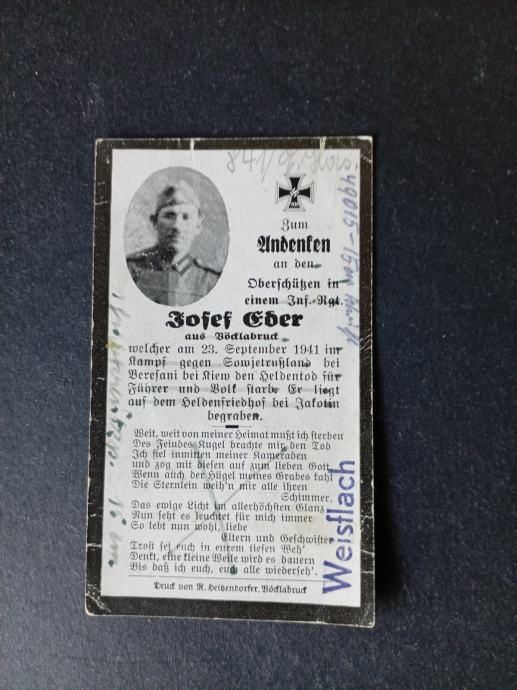 Zum
Andenken
an den
Oberschützen in
einem Inf.-Rgt.
Josef Eder
aus Vöcklabruck
welcher am 23. September 1941 im
Kampf gegen Sowjetrußland bei
Beresani bei Kiew den Heldentod für
Führer und Volk starb. Er liegt
auf dem Heldenfriedhof bei Jakotin
begraben.
Weit, weit von meiner Heimat mußt ich sterben
Des Feindes Kugel brachte mir den Tod
Ich fiel inmitten meiner Kameraden
und zog mit diesen auf zum lieben Gott
Wenn auch der Hügel meines Grabes kahl
Die Sternlein weih'n mir alle ihren
Schimmer,
Das ewige Licht im allerhöchsten Glanz
Nun seht es leuchtet für mich immer
So lebt nun wohl, liebe
Eltern und Geschwister
Trost sei euch in eurem tiefen Weh'
Denkt, eine kleine Weile wird es dauern
Bis daß ich euch, euch alle wiederseh'.
Druck von R. Hetzendorfer, Vöcklabruck
Weisflach